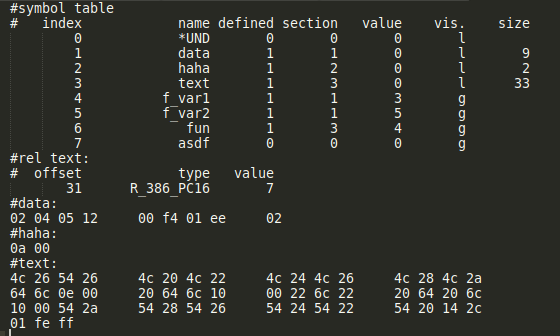 #symbol table
# index name defined section value vis. size
0 *UND 0 0 0 l
1 data 1 1 0 l 9
2 haha 1 2 0 l 2
3 text 1 3 0 l 33
4 f_var1 1 1 3 g
5 f_var2 1 1 5 g
6 fun 1 3 4 g
7 asdf 0 0 0 g
#rel text:
# offset type value
31 R_386_PC16 7
#data:
02 04 05 12 00 f4 01 ee 02
#haha:
0a 00
#text:
4c 26 54 26 4c 20 4c 22 4c 24 4c 26 4c 28 4c 2a
64 6c 0e 00 20 64 6c 10 00 22 6c 22 20 64 20 6c
10 00 54 2a 54 28 54 26 54 24 54 22 54 20 14 2c
01 fe ff